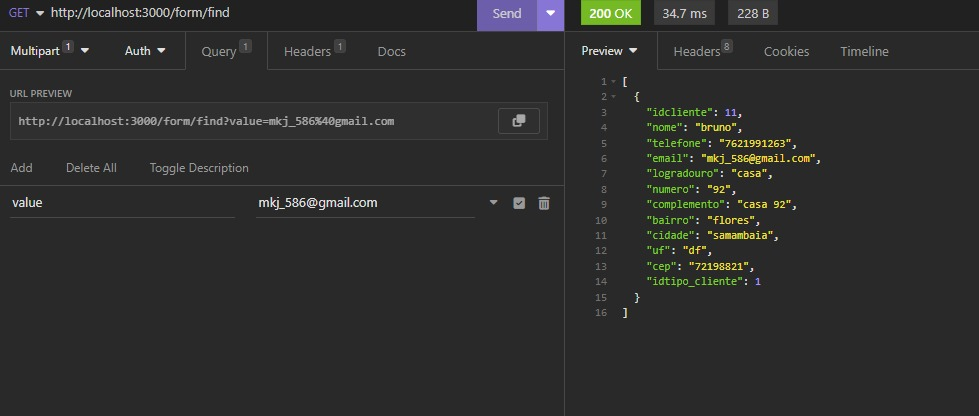 GET http://localhost:3000/form/find Send
Multipart 1 Auth Query 1 Headers 1 Docs
URL PREVIEW
http://localhost:3000/form/find?value=mkj_586%40gmail.com
Add Delete All Toggle Description
value mkj_586@gmail.com
200 OK 34.7 ms 228 B
Preview Headers 8 Cookies Timeline
1 [
2 {
3 "idcliente": 11,
4 "nome": "bruno",
5 "telefone": "7621991263",
6 "email": "mkj_586@gmail.com",
7 "logradouro": "casa",
8 "numero": "92",
9 "complemento": "casa 92",
10 "bairro": "flores",
11 "cidade": "samambaia",
12 "uf": "df",
13 "cep": "72198821",
14 "idtipo_cliente": 1
15 }
16 ]